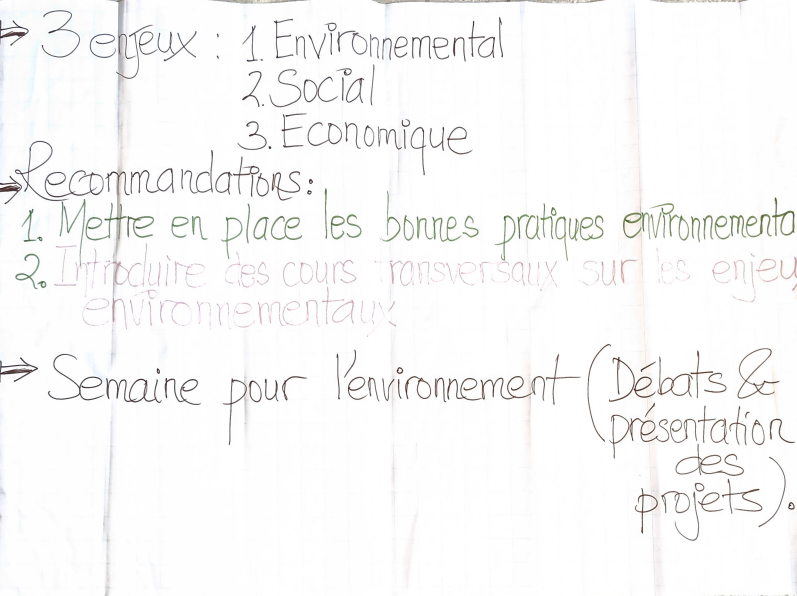 ⇒ 3 enjeux : 1. Environnemental
2. Social
3. Economique
⇒ Recommandations:
1. Mettre en place les bonnes pratiques environnementa
2. Introduire des cours transversaux sur les enjeu
environnementaux
⇒ Semaine pour l'environnement (Débats &
présentation
des
projets).